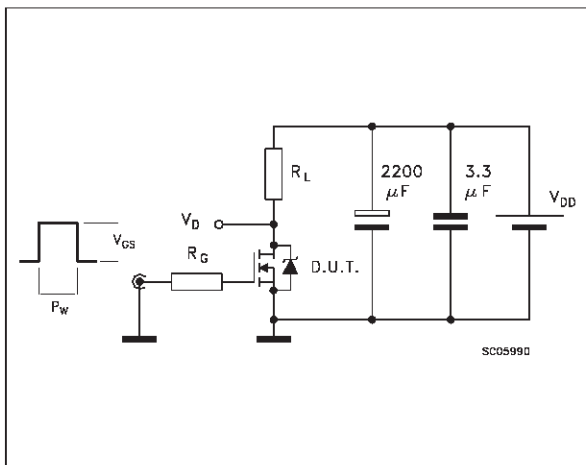 R_L
2200
μF
3.3
μF
V_DD
V_D
V_GS
R_G
D.U.T.
P_W
SC05990